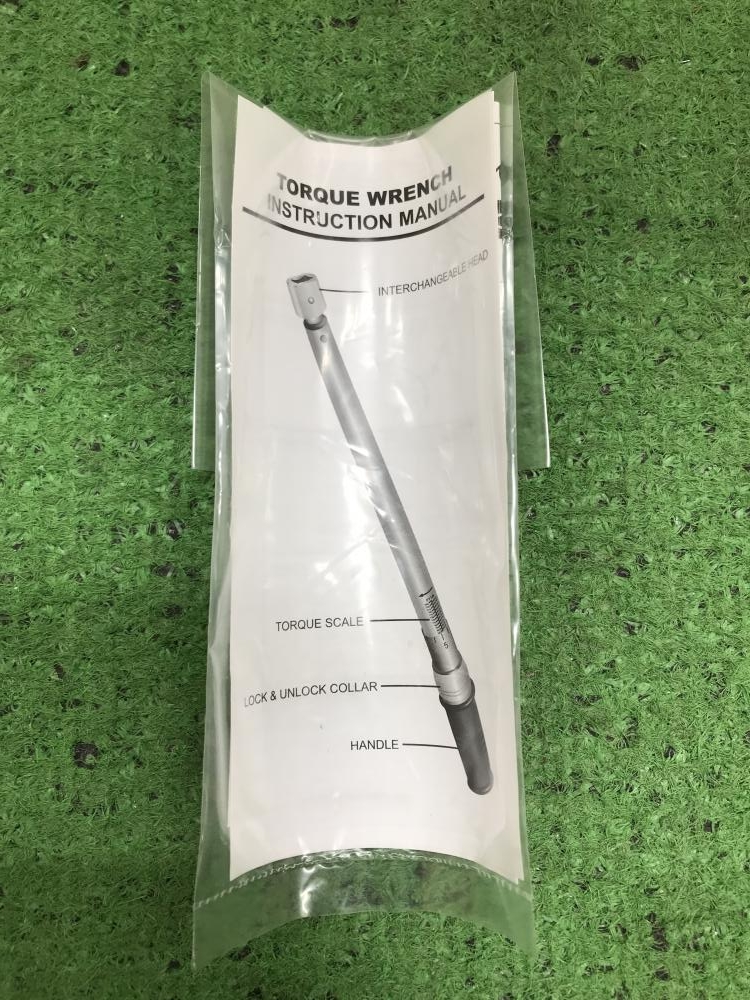 TORQUE WRENCH
INSTRUCTION MANUAL
INTERCHANGEABLE HEAD
TORQUE SCALE
LOCK & UNLOCK COLLAR
HANDLE